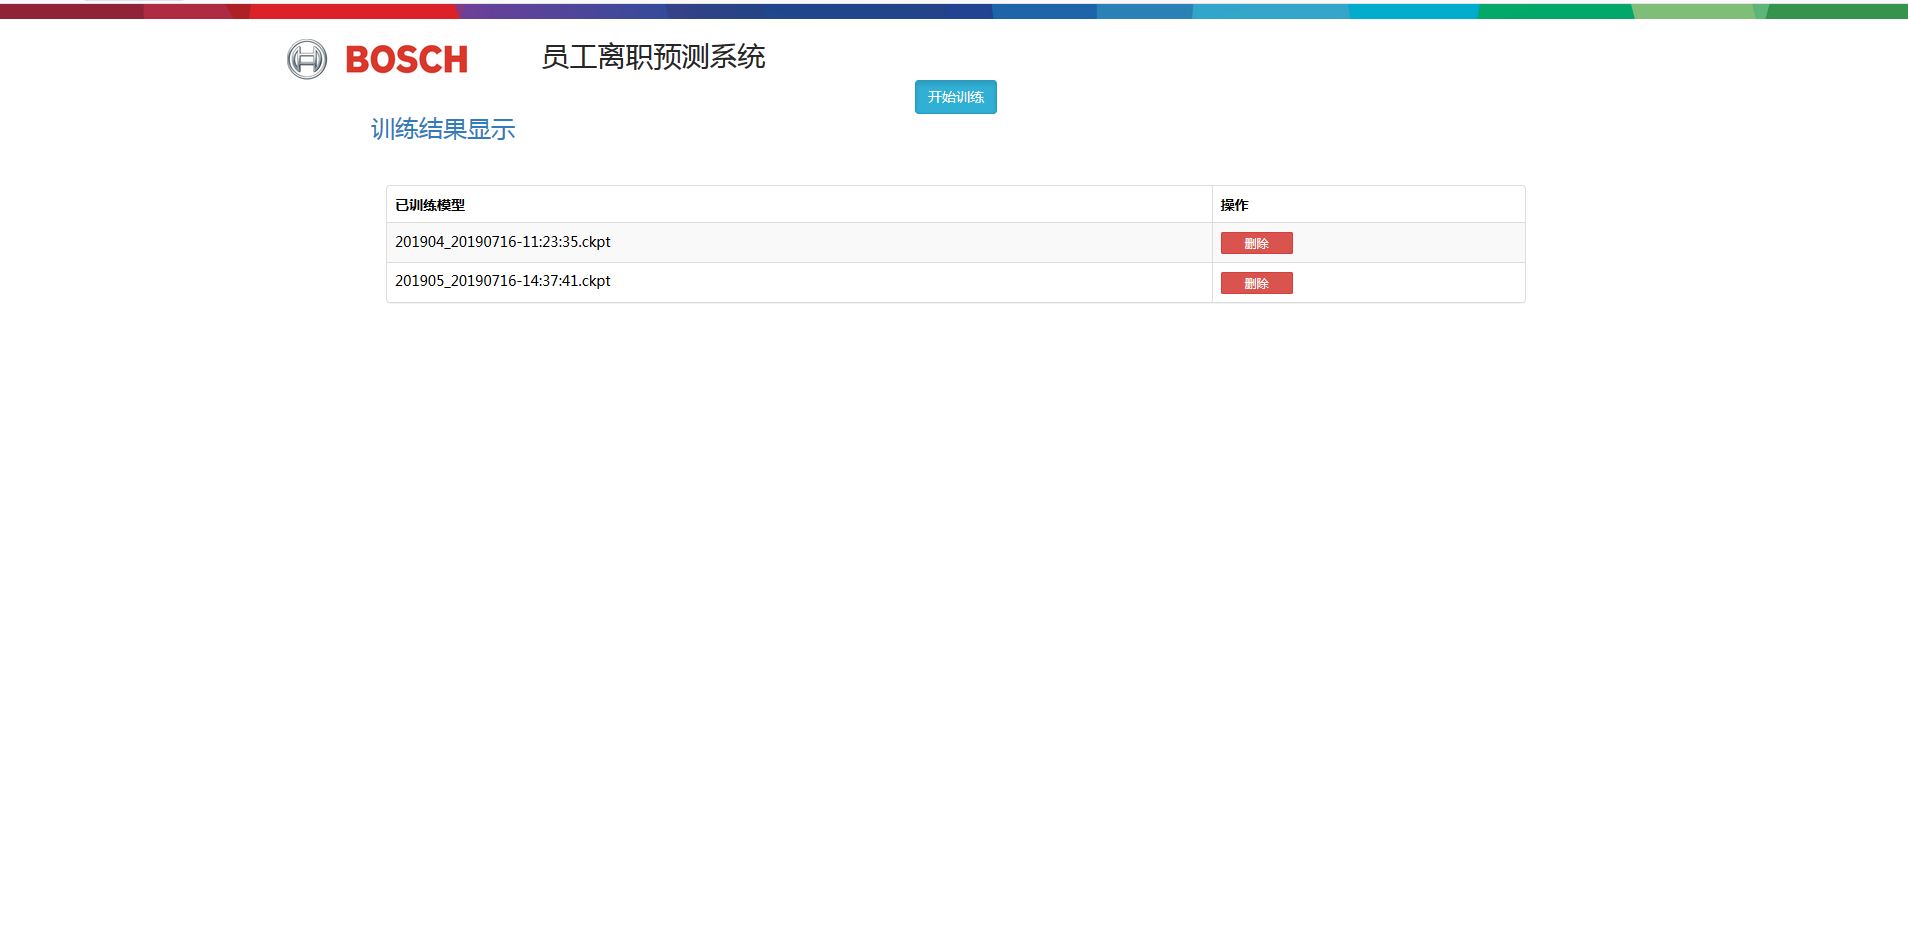 BOSCH
员工离职预测系统
开始训练
训练结果显示
已训练模型 操作
201904_20190716-11:23:35.ckpt 删除
201905_20190716-14:37:41.ckpt 删除